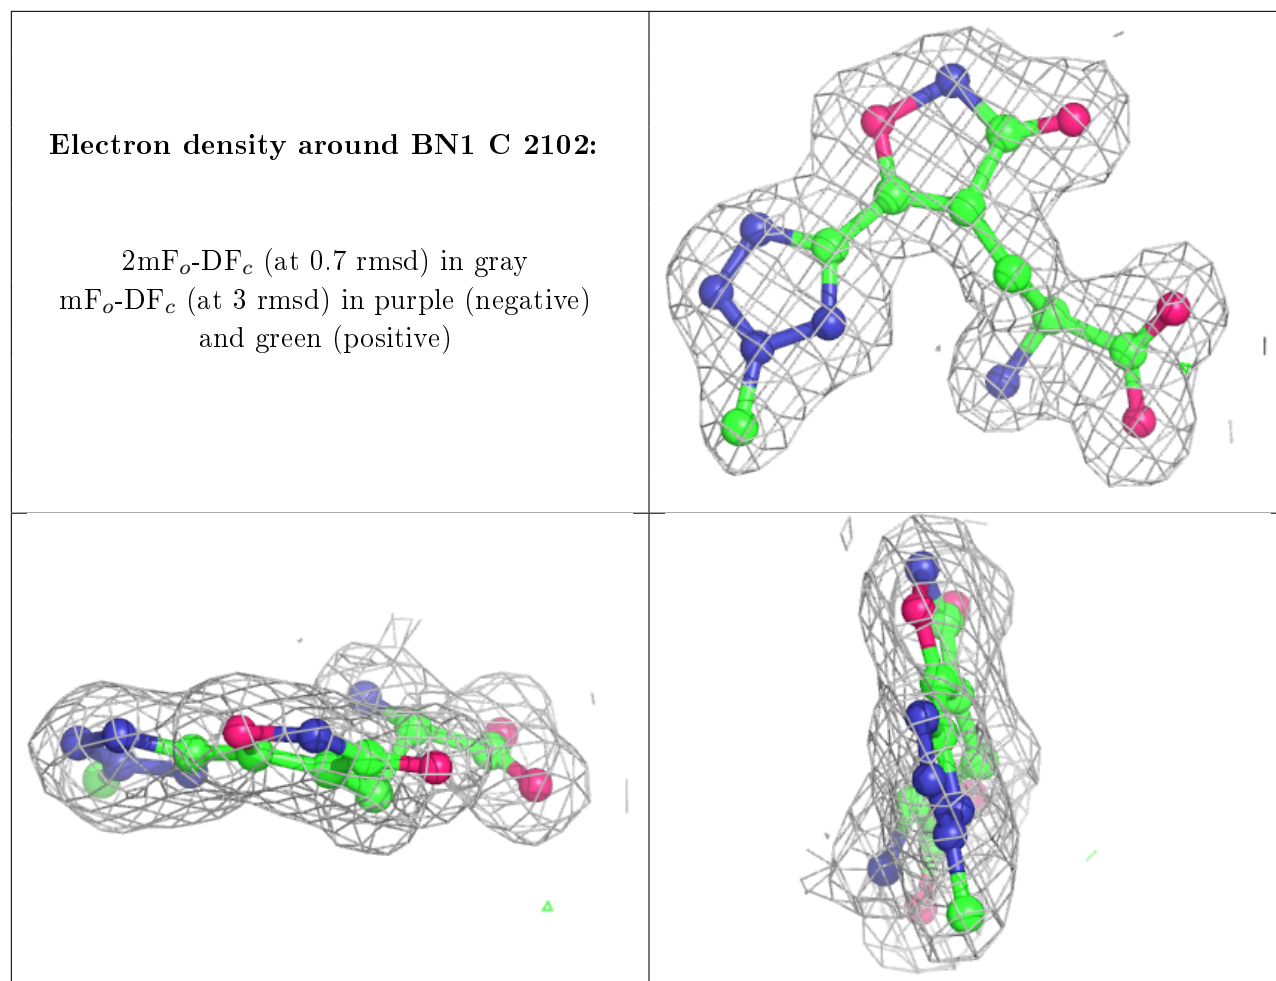 Electron density around BN1 C 2102:
2mFₒ-DF𝒸 (at 0.7 rmsd) in gray
mFₒ-DF𝒸 (at 3 rmsd) in purple (negative)
and green (positive)